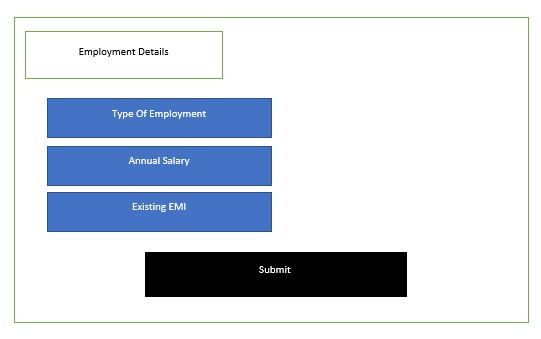 Employment Details
Type Of Employment
Annual Salary
Existing EMI
Submit